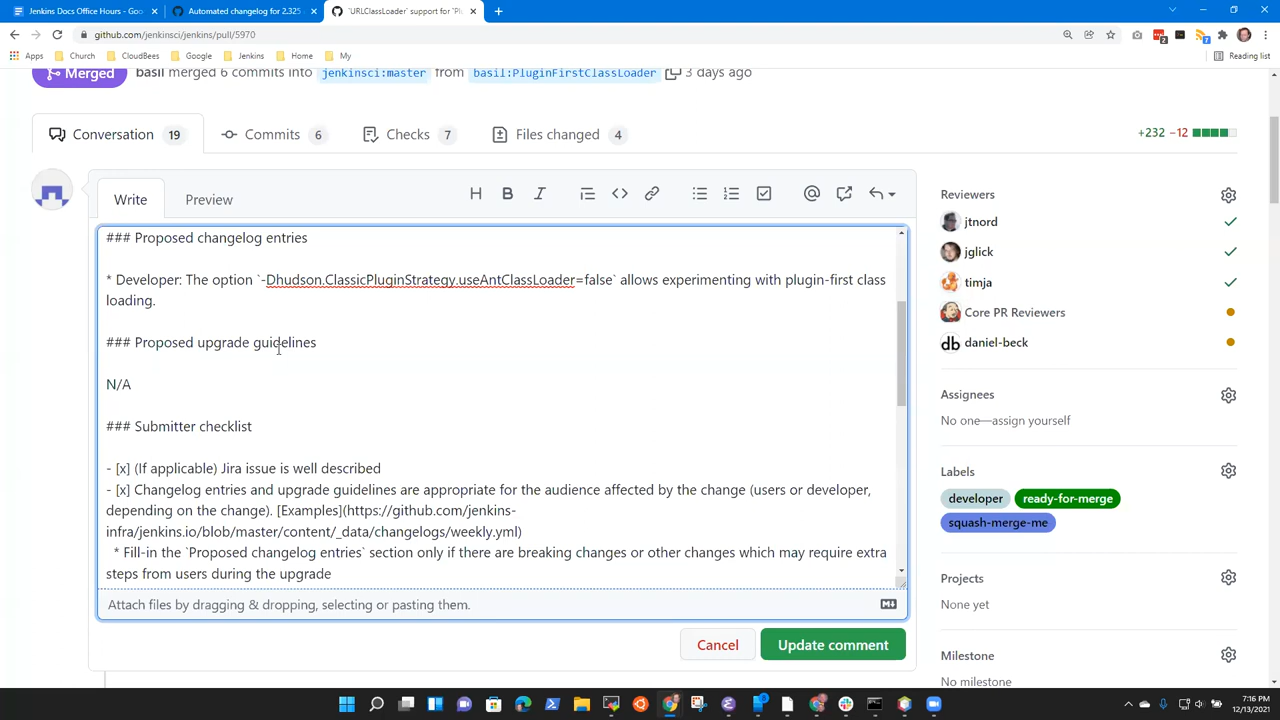 Jenkins Docs Office Hours - Goo
Automated changelog for 2.325
`URLClassLoader` support for 'Pl
github.com/jenkinsci/jenkins/pull/5970
Apps
Church
CloudBees
Google
Jenkins
Home
My
Reading list
Merged
basil merged 6 commits into jenkinsci:master from basil:PluginFirstClassLoader 3 days ago
Conversation 19
Commits 6
Checks 7
Files changed 4
+232 −12
Write
Preview
### Proposed changelog entries
* Developer: The option `-Dhudson.ClassicPluginStrategy.useAntClassLoader=false` allows experimenting with plugin-first class
loading.
### Proposed upgrade guidelines
N/A
### Submitter checklist
- [x] (If applicable) Jira issue is well described
- [x] Changelog entries and upgrade guidelines are appropriate for the audience affected by the change (users or developer,
depending on the change). [Examples](https://github.com/jenkins-
infra/jenkins.io/blob/master/content/_data/changelogs/weekly.yml)
* Fill-in the `Proposed changelog entries` section only if there are breaking changes or other changes which may require extra
steps from users during the upgrade
Attach files by dragging & dropping, selecting or pasting them.
Cancel
Update comment
Reviewers
jtnord
jglick
timja
Core PR Reviewers
db daniel-beck
Assignees
No one—assign yourself
Labels
developer
ready-for-merge
squash-merge-me
Projects
None yet
Milestone
No milestone
7:16 PM
12/13/2021